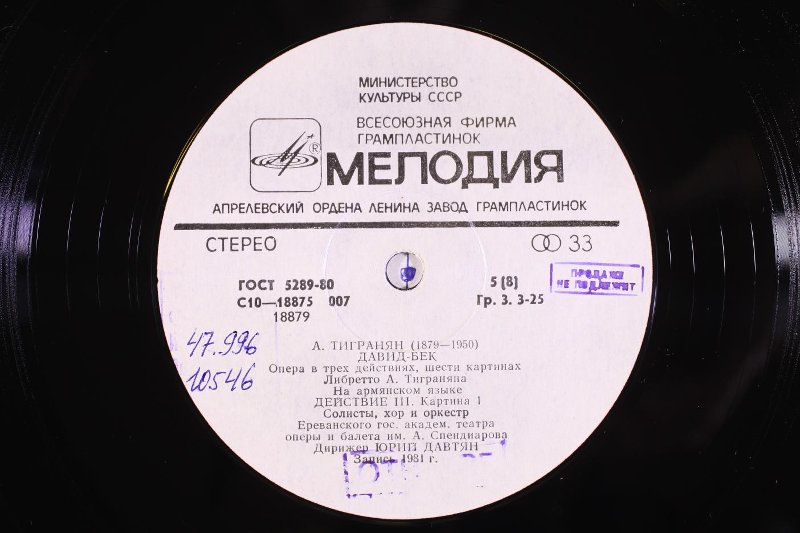 МИНИСТЕРСТВО
КУЛЬТУРЫ СССР
ВСЕСОЮЗНАЯ ФИРМА
ГРАМПЛАСТИНОК
® МЕЛОДИЯ
АПРЕЛЕВСКИЙ ОРДЕНА ЛЕНИНА ЗАВОД ГРАМПЛАСТИНОК
СТЕРЕО 33
ГОСТ 5289-80 5 (8)
ПРОДАЖЕ
НЕ ПОДЛЕЖИТ
С10—18875 007 Гр. 3. 3-25
18879
47.996
10546
А. ТИГРАНЯН (1879—1950)
ДАВИД-БЕК
Опера в трех действиях, шести картинах
Либретто А. Тиграняна
На армянском языке
ДЕЙСТВИЕ III. Картина 1
Солисты, хор и оркестр
Ереванского гос. академ. театра
оперы и балета им. А. Спендиарова
Дирижер ЮРИЙ ДАВТЯН
Запись 1981 г.